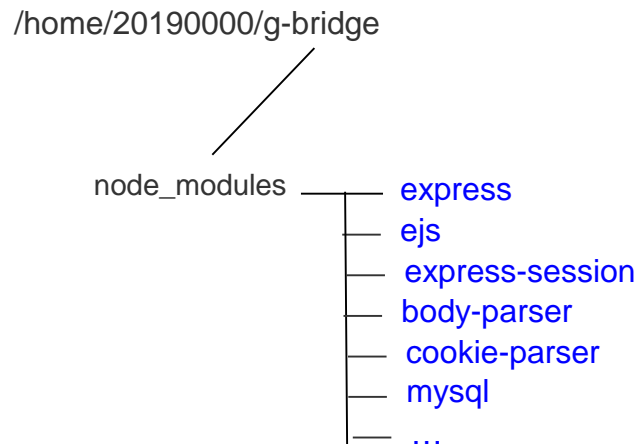 /home/20190000/g-bridge
node_modules
express
ejs
express-session
body-parser
cookie-parser
mysql
...